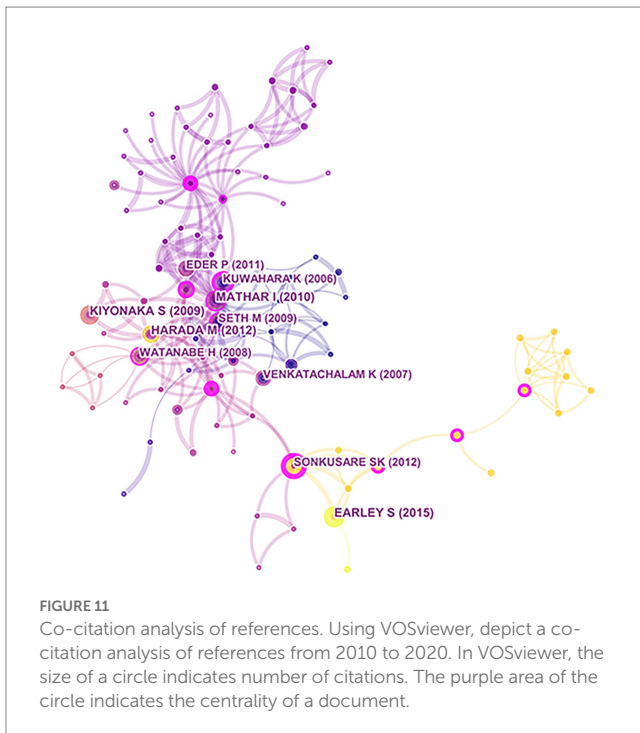 EDER P (2011)
KUWAHARA K (2006)
MATHAR I (2010)
KIYONAKA S (2009)
SETH M (2009)
HARADA M (2012)
WATANABE H (2008)
VENKATACHALAM K (2007)
SONKUSARE SK (2012)
EARLEY S (2015)
FIGURE 11
Co-citation analysis of references. Using VOSviewer, depict a co-
citation analysis of references from 2010 to 2020. In VOSviewer, the
size of a circle indicates number of citations. The purple area of the
circle indicates the centrality of a document.